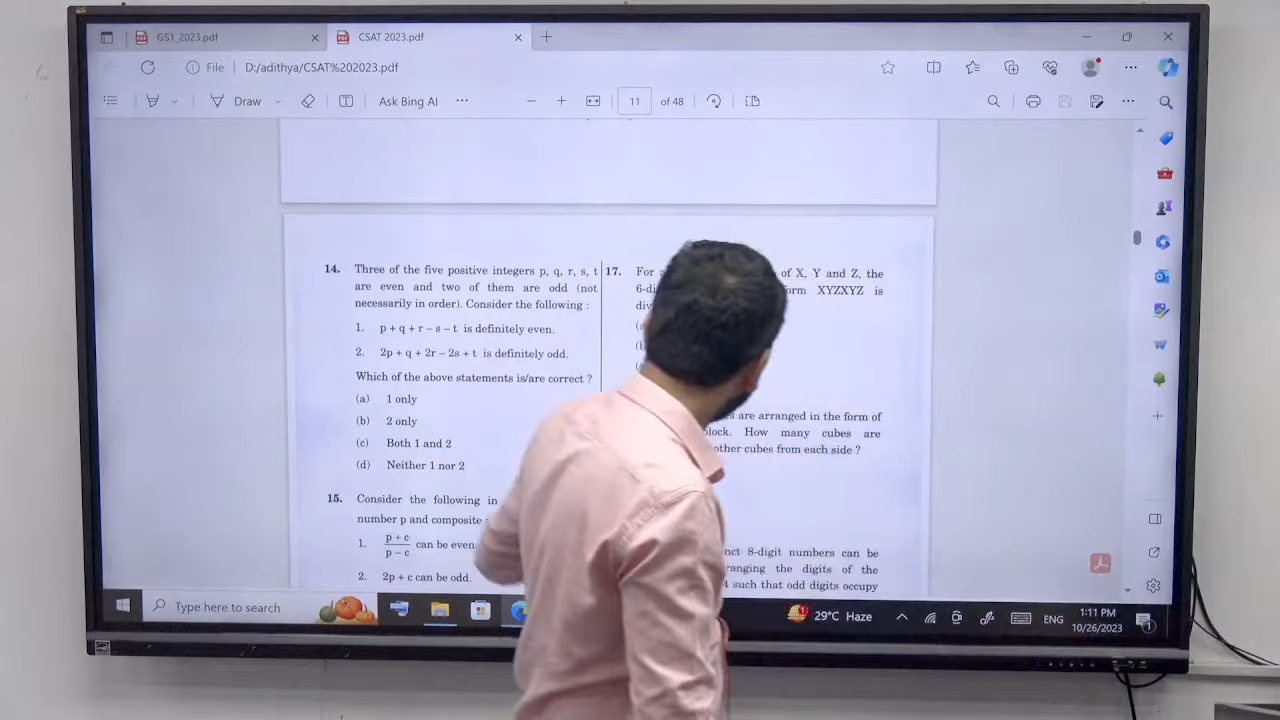 GS1_2023.pdf
CSAT 2023.pdf
File D:/adithya/CSAT%202023.pdf
Draw Ask Bing AI 11 of 48
14. Three of the five positive integers p, q, r, s, t
are even and two of them are odd (not
necessarily in order). Consider the following :
1. p + q + r – s – t is definitely even.
2. 2p + q + 2r – 2s + t is definitely odd.
Which of the above statements is/are correct ?
(a) 1 only
(b) 2 only
(c) Both 1 and 2
(d) Neither 1 nor 2
15. Consider the following in
number p and composite
1. p + c
p – c can be even.
2. 2p + c can be odd.
17. For of X, Y and Z, the
XYZXYZ is
are arranged in the form of
How many cubes are
other cubes from each side ?
8-digit numbers can be
the digits of the
4 such that odd digits occupy
Type here to search
29°C Haze
ENG
1:11 PM
10/26/2023